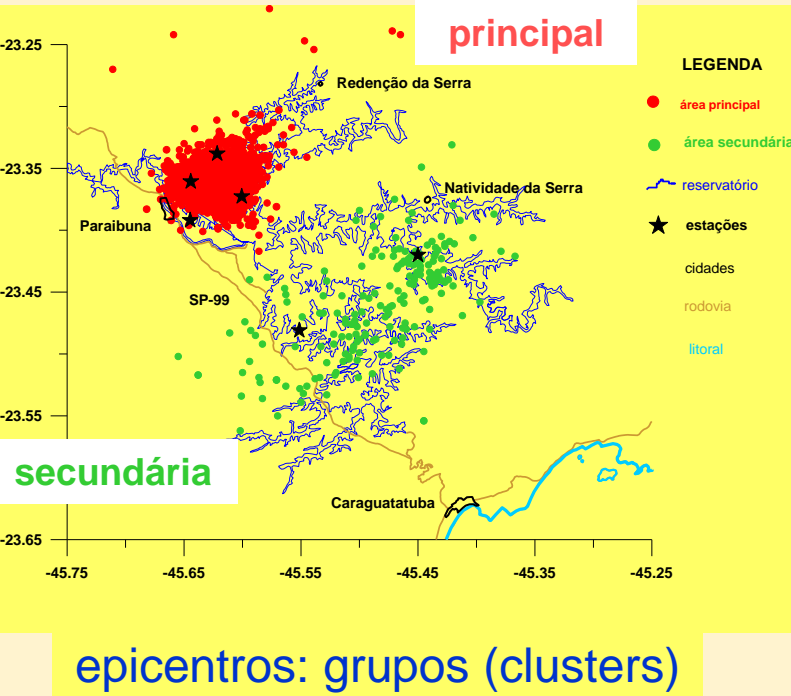 principal
-23.25
-23.35
-23.45
-23.55
-23.65
-45.75 -45.65 -45.55 -45.45 -45.35 -45.25
Redenção da Serra
Natividade da Serra
Paraibuna
SP-99
Caraguatatuba
LEGENDA
área principal
área secundária
reservatório
estações
cidades
rodovia
litoral
secundária
epicentros: grupos (clusters)